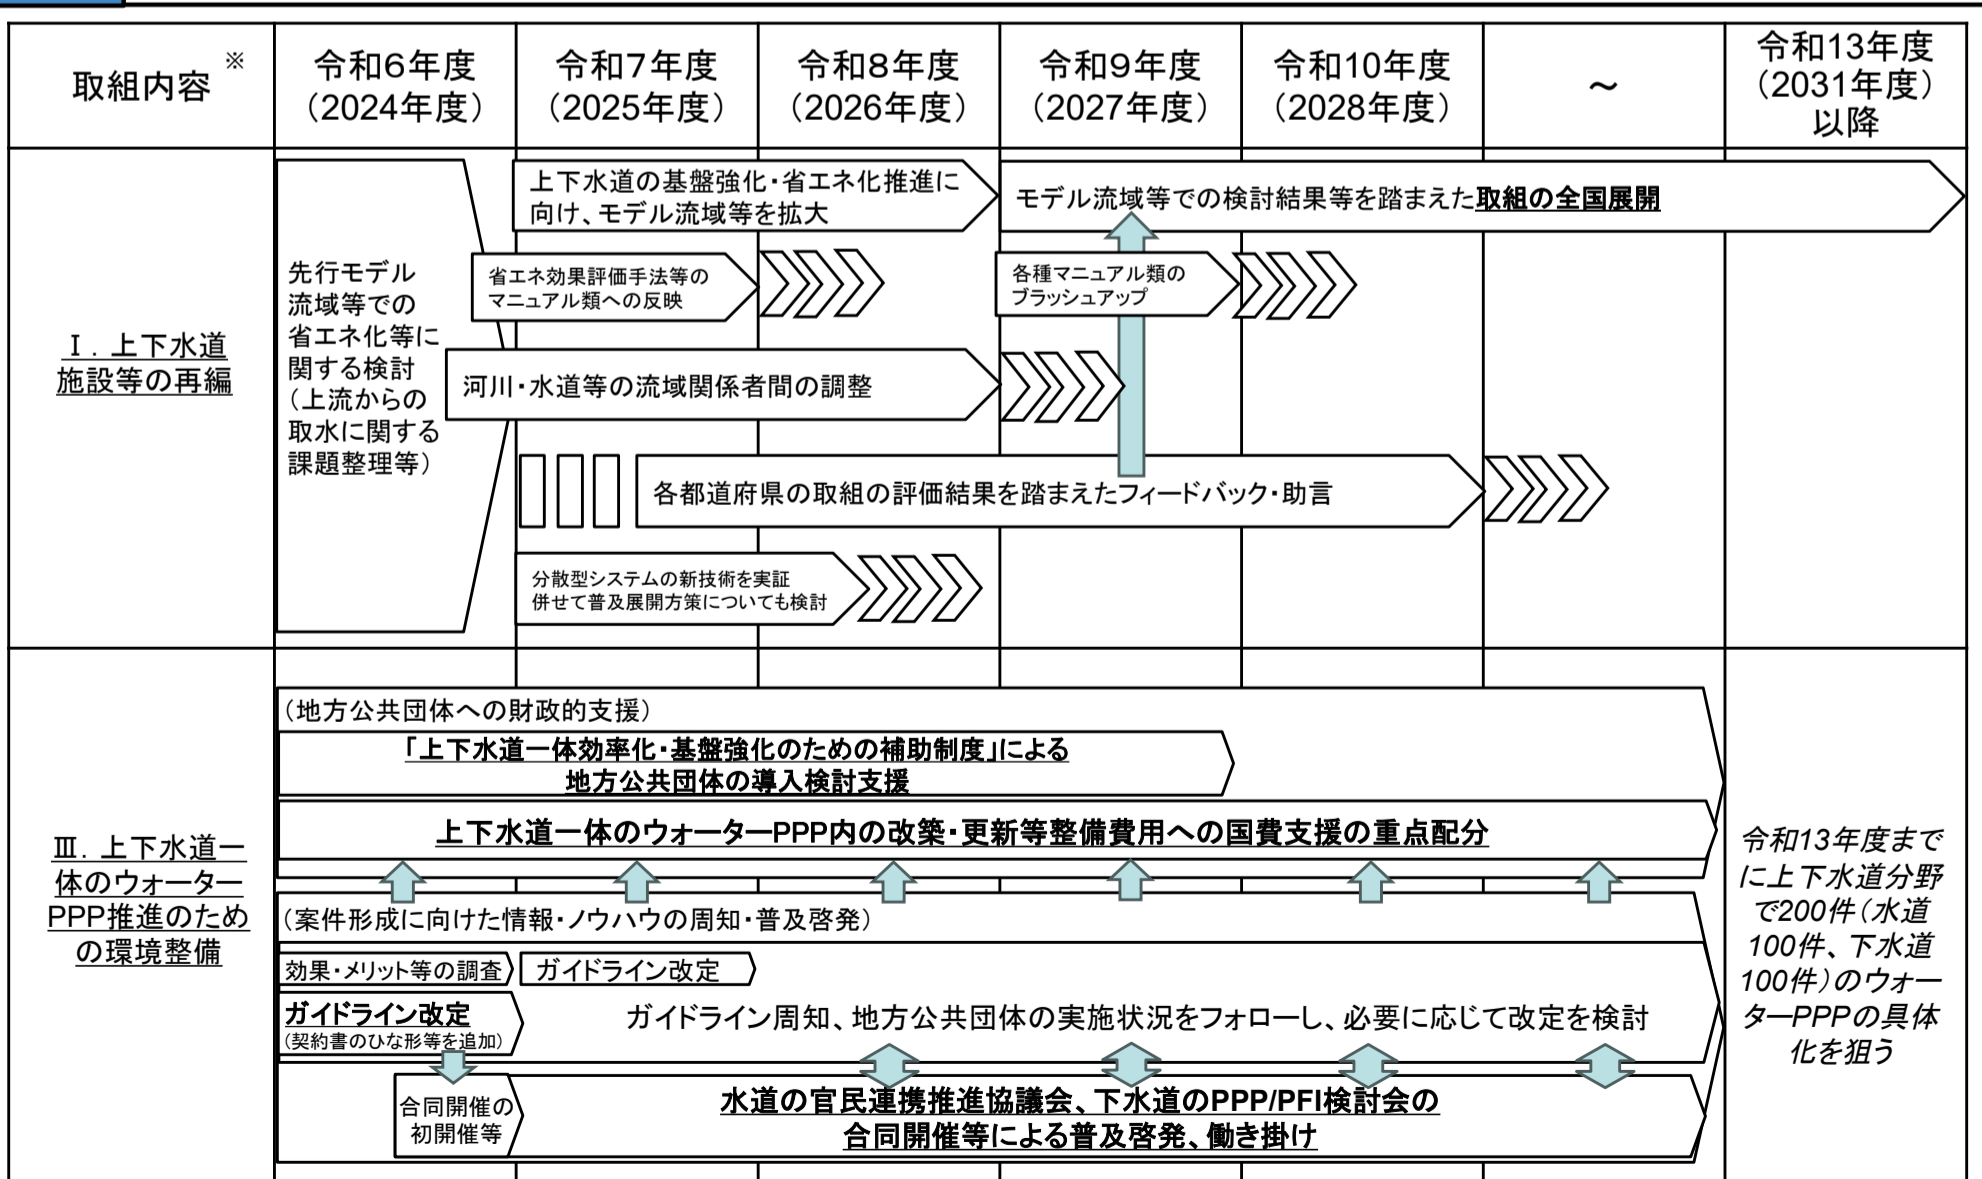 取組内容 ※
令和6年度
（2024年度）
令和7年度
（2025年度）
令和8年度
（2026年度）
令和9年度
（2027年度）
令和10年度
（2028年度）
～
令和13年度
（2031年度）
以降
Ⅰ．上下水道
施設等の再編
先行モデル
流域等での
省エネ化等に
関する検討
（上流からの
取水に関する
課題整理等）
上下水道の基盤強化・省エネ化推進に
向け、モデル流域等を拡大
モデル流域等での検討結果等を踏まえた取組の全国展開
省エネ効果評価手法等の
マニュアル類への反映
各種マニュアル類の
ブラッシュアップ
河川・水道等の流域関係者間の調整
各都道府県の取組の評価結果を踏まえたフィードバック・助言
分散型システムの新技術を実証
併せて普及展開方策についても検討
Ⅲ．上下水道一
体のウォーター
PPP推進のため
の環境整備
（地方公共団体への財政的支援）
「上下水道一体効率化・基盤強化のための補助制度」による
地方公共団体の導入検討支援
上下水道一体のウォーターPPP内の改築・更新等整備費用への国費支援の重点配分
（案件形成に向けた情報・ノウハウの周知・普及啓発）
効果・メリット等の調査
ガイドライン改定
ガイドライン改定
（契約書のひな形等を追加）
ガイドライン周知、地方公共団体の実施状況をフォローし、必要に応じて改定を検討
合同開催の
初開催等
水道の官民連携推進協議会、下水道のPPP/PFI検討会の
合同開催等による普及啓発、働き掛け
令和13年度まで
に上下水道分野
で200件（水道
100件、下水道
100件）のウォー
ターPPPの具体
化を狙う